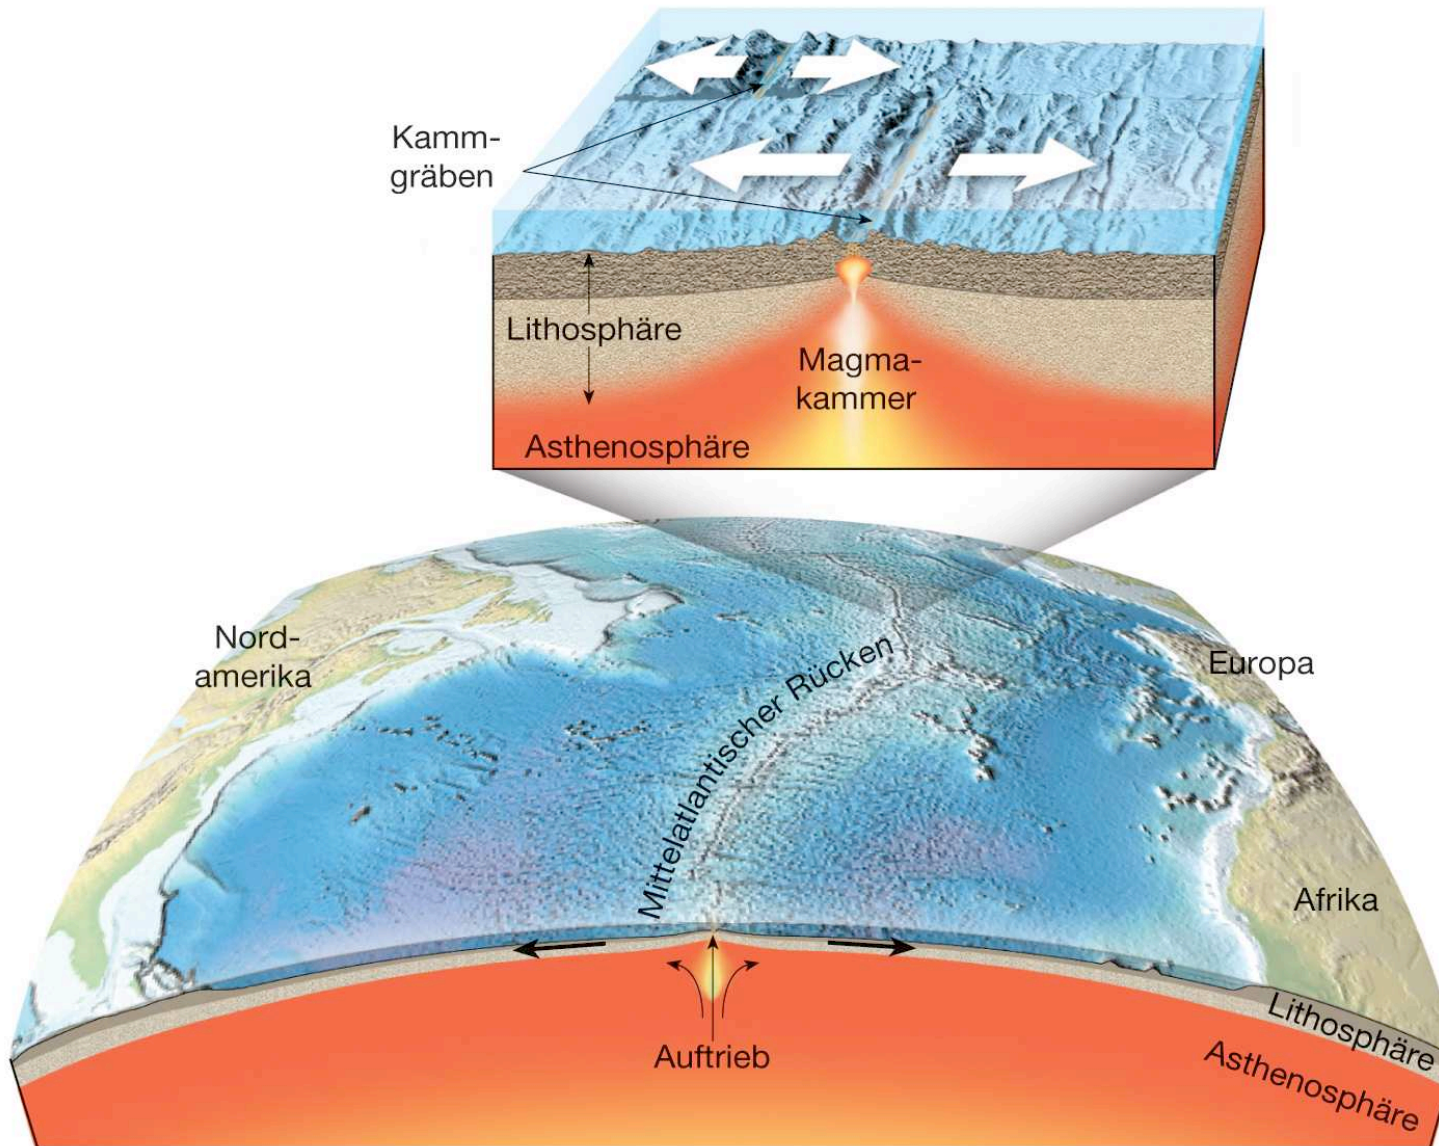 Kamm-
gräben
Lithosphäre
Magma-
kammer
Asthenosphäre
Nord-
amerika
Mittelatlantischer Rücken
Europa
Afrika
Auftrieb
Lithosphäre
Asthenosphäre